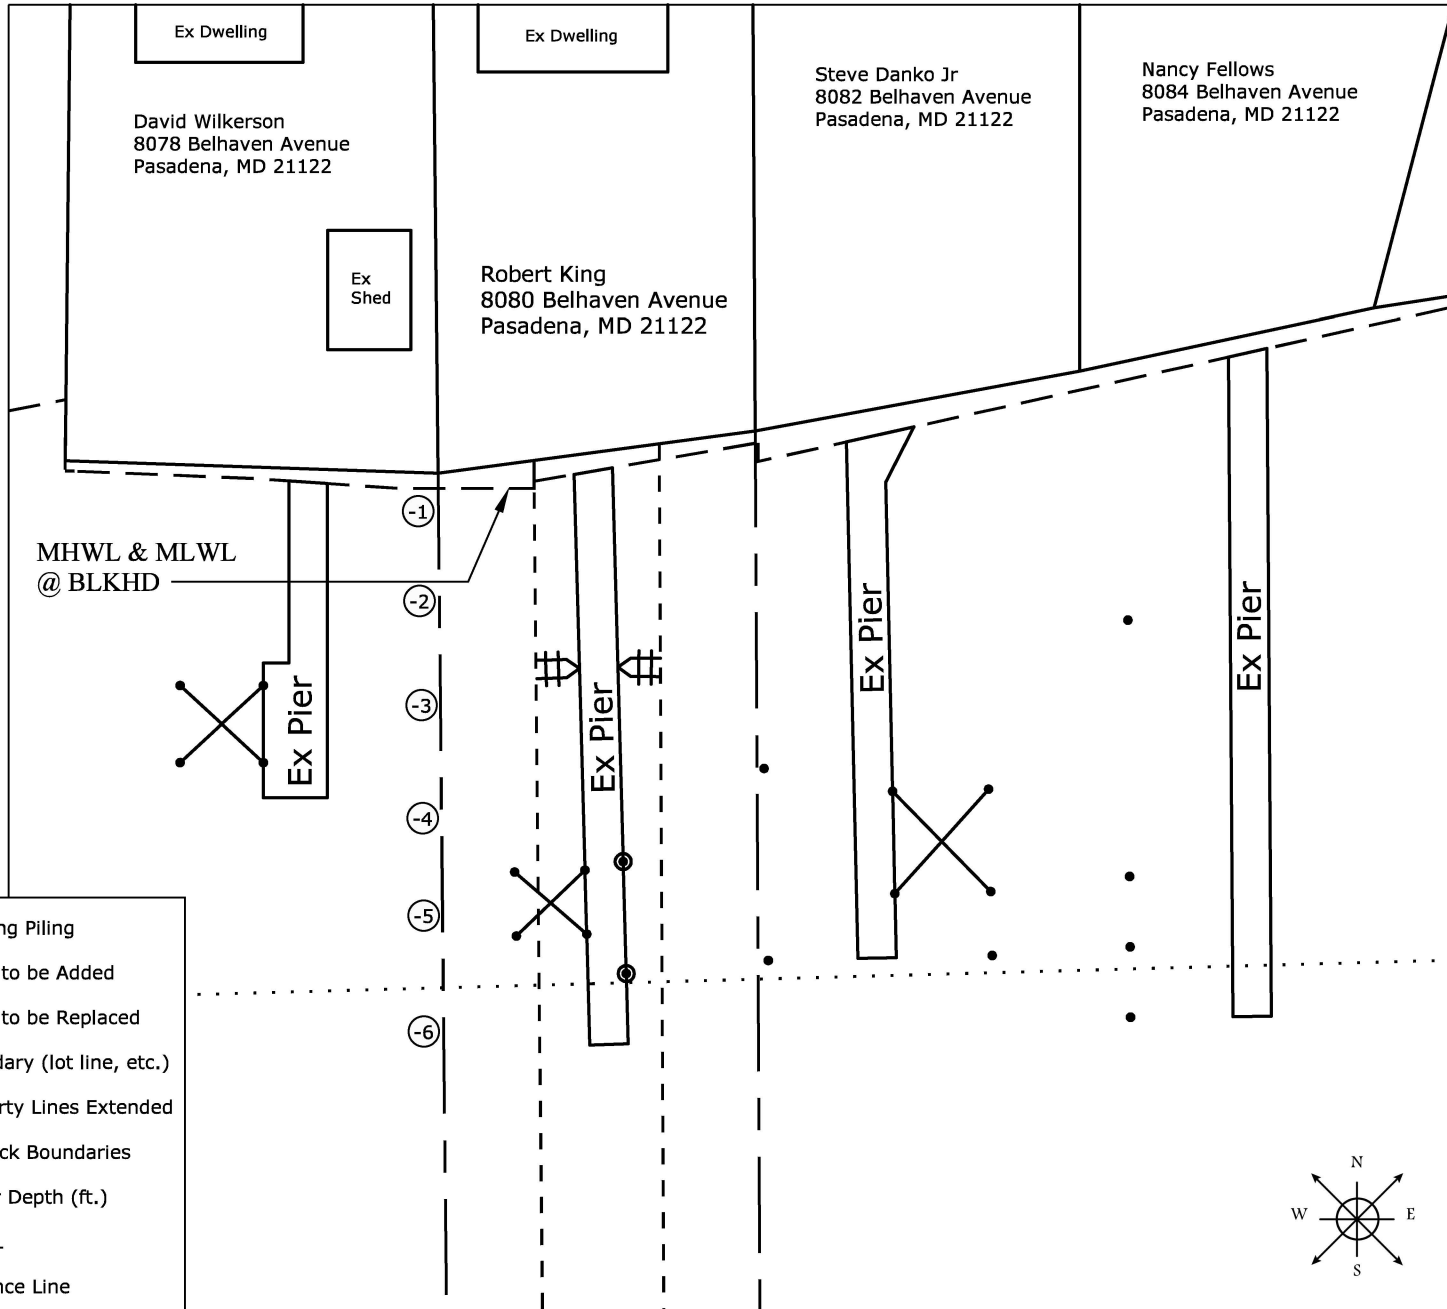 Ex Dwelling
Ex Dwelling
David Wilkerson
8078 Belhaven Avenue
Pasadena, MD 21122
Steve Danko Jr
8082 Belhaven Avenue
Pasadena, MD 21122
Nancy Fellows
8084 Belhaven Avenue
Pasadena, MD 21122
Ex
Shed
Robert King
8080 Belhaven Avenue
Pasadena, MD 21122
MHWL & MLWL
@ BLKHD
-1
-2
-3
-4
-5
-6
Ex Pier
Ex Pier
Ex Pier
Ex Pier
ng Piling
to be Added
to be Replaced
dary (lot line, etc.)
rty Lines Extended
ck Boundaries
Depth (ft.)
nce Line
N
W
E
S